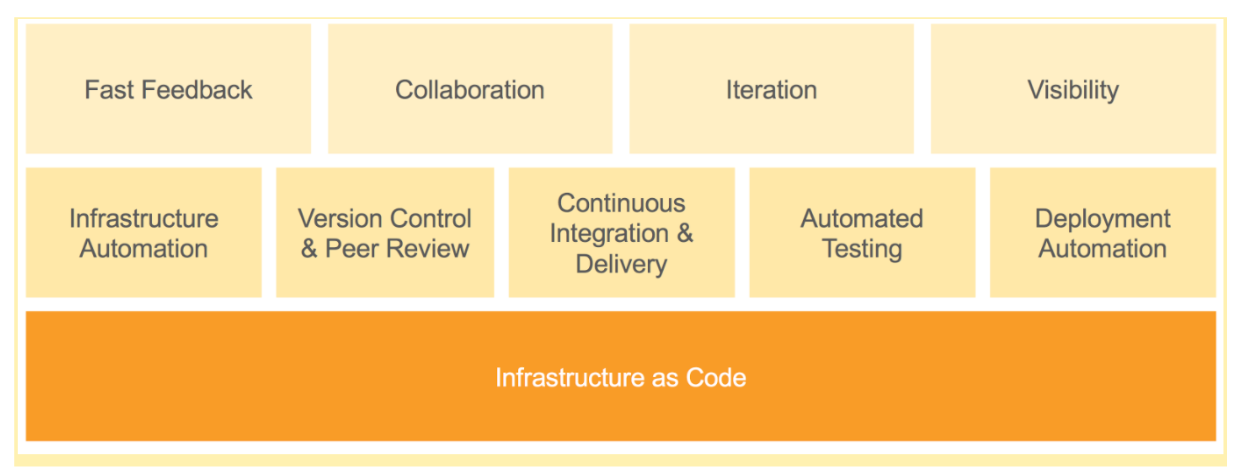 Fast Feedback
Collaboration
Iteration
Visibility
Infrastructure
Automation
Version Control
& Peer Review
Continuous
Integration &
Delivery
Automated
Testing
Deployment
Automation
Infrastructure as Code